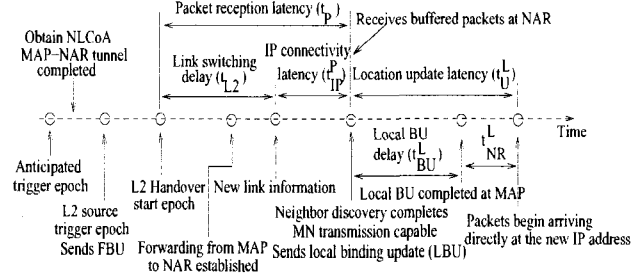 Packet reception latency (t_P)
Receives buffered packets at NAR
Obtain NLCoA
MAP−NAR tunnel
completed
Link switching
delay (t_L2)
IP connectivity
latency (t^P_IP)
Location update latency (t^L_U)
Time
Local BU
delay (t^L_BU)
t^L_NR
Anticipated
trigger epoch
L2 Handover
start epoch
New link information
Local BU completed at MAP
L2 source
trigger epoch
Sends FBU
Neighbor discovery completes
MN transmission capable
Sends local binding update (LBU)
Packets begin arriving
directly at the new IP address
Forwarding from MAP
to NAR established